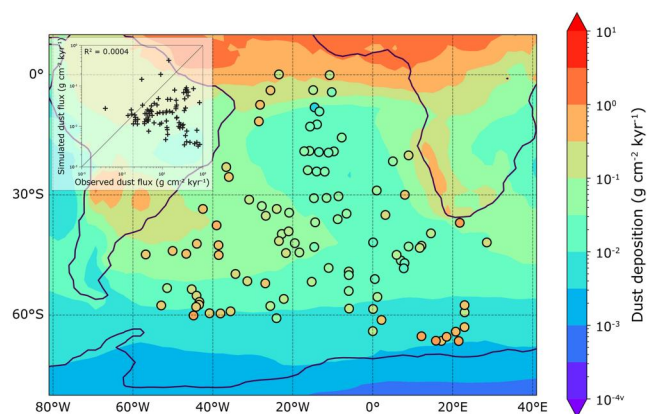 R² = 0.0004
Simulated dust flux (g cm⁻² kyr⁻¹)
Observed dust flux (g cm⁻² kyr⁻¹)
0°
30°S
60°S
80°W
60°W
40°W
20°W
0°
20°E
40°E
10¹
10⁰
10⁻¹
10⁻²
10⁻³
10⁻⁴v
Dust deposition (g cm⁻² kyr⁻¹)